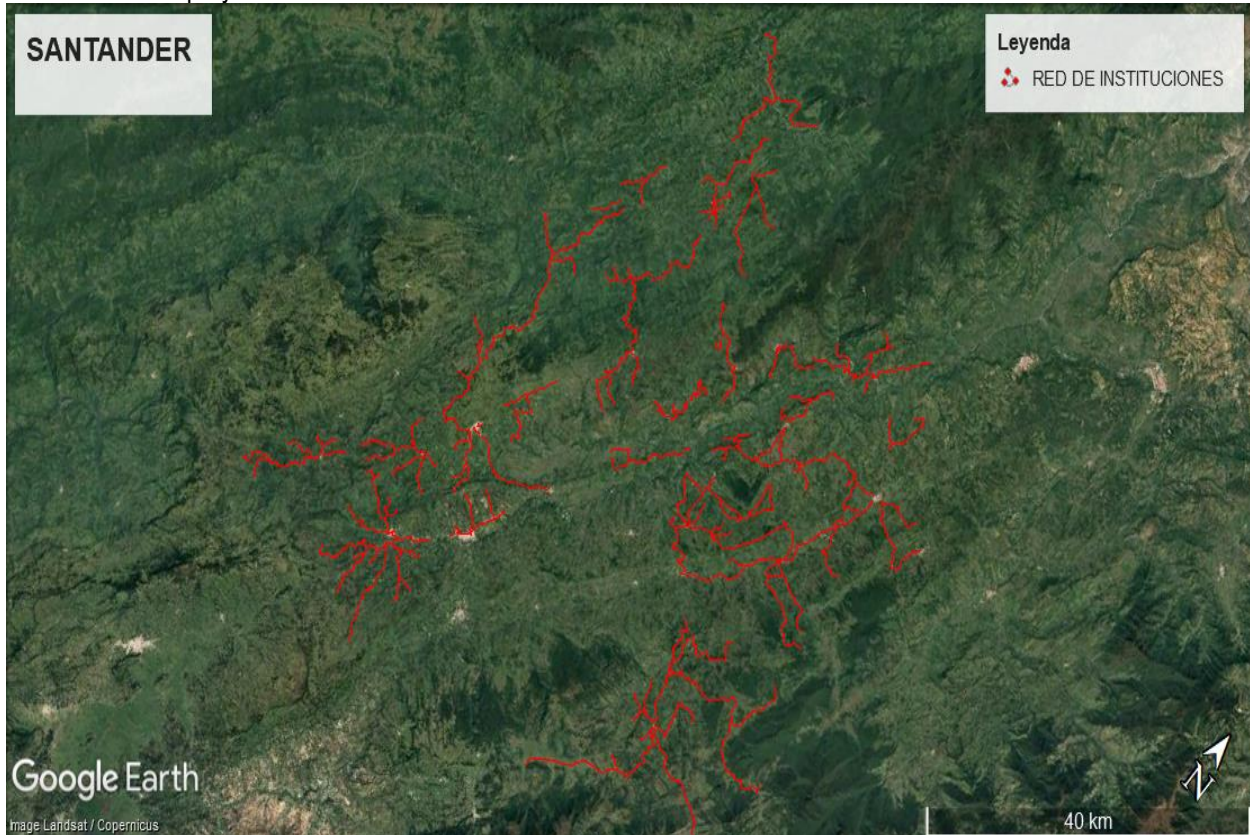 SANTANDER
Leyenda
RED DE INSTITUCIONES
Google Earth
Image Landsat / Copernicus
N
40 km